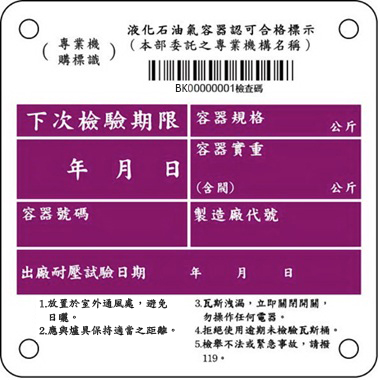 液化石油氣容器認可合格標示
(本部委託之專業機構名稱)
(專業機
購標識)
BK00000001檢查碼
下次檢驗期限
年 月 日
容器規格
公斤
容器實重
(含閥) 公斤
容器號碼
製造廠代號
出廠耐壓試驗日期 年 月 日
1.放置於室外通風處，避免
日曬。
2.應與爐具保持適當之距離。
3.瓦斯洩漏，立即關閉開關，
勿操作任何電器。
4.拒絕使用逾期未檢驗瓦斯桶。
5.檢舉不法或緊急事故，請撥
119。